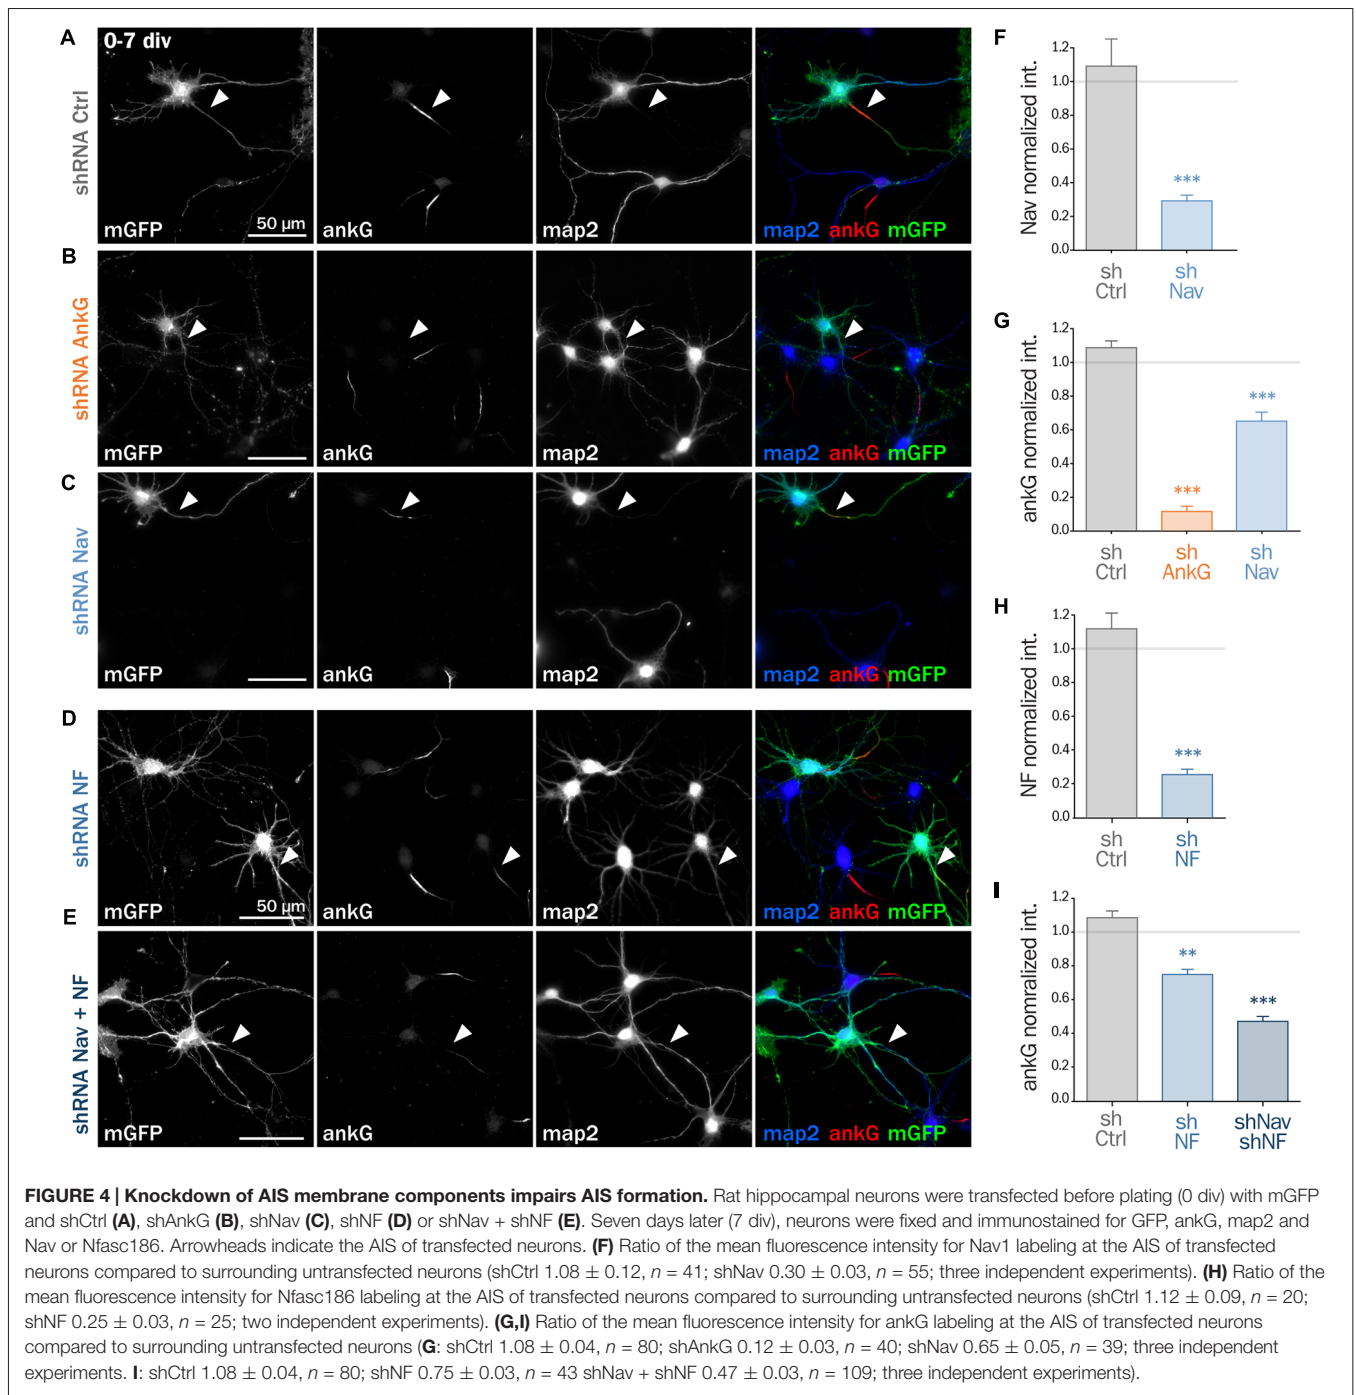 A
0-7 div
shRNA Ctrl
mGFP
50 µm
ankG
map2
map2 ankG mGFP
B
shRNA AnkG
mGFP
ankG
map2
map2 ankG mGFP
C
shRNA Nav
mGFP
ankG
map2
map2 ankG mGFP
D
shRNA NF
mGFP
50 µm
ankG
map2
map2 ankG mGFP
E
shRNA Nav + NF
mGFP
ankG
map2
map2 ankG mGFP
F
Nav normalized int.
1.2
1.0
0.8
0.6
0.4
0.2
0.0
***
sh Ctrl
sh Nav
G
ankG normalized int.
1.2
1.0
0.8
0.6
0.4
0.2
0.0
***
***
sh Ctrl
sh AnkG
sh Nav
H
NF normalized int.
1.2
1.0
0.8
0.6
0.4
0.2
0.0
***
sh Ctrl
sh NF
I
ankG nomralized int.
1.2
1.0
0.8
0.6
0.4
0.2
0.0
**
***
sh Ctrl
sh NF
shNav shNF
FIGURE 4 | Knockdown of AIS membrane components impairs AIS formation. Rat hippocampal neurons were transfected before plating (0 div) with mGFP
and shCtrl (A), shAnkG (B), shNav (C), shNF (D) or shNav + shNF (E). Seven days later (7 div), neurons were fixed and immunostained for GFP, ankG, map2 and
Nav or Nfasc186. Arrowheads indicate the AIS of transfected neurons. (F) Ratio of the mean fluorescence intensity for Nav1 labeling at the AIS of transfected
neurons compared to surrounding untransfected neurons (shCtrl 1.08 ± 0.12, n = 41; shNav 0.30 ± 0.03, n = 55; three independent experiments). (H) Ratio of the
mean fluorescence intensity for Nfasc186 labeling at the AIS of transfected neurons compared to surrounding untransfected neurons (shCtrl 1.12 ± 0.09, n = 20;
shNF 0.25 ± 0.03, n = 25; two independent experiments). (G,I) Ratio of the mean fluorescence intensity for ankG labeling at the AIS of transfected neurons
compared to surrounding untransfected neurons (G: shCtrl 1.08 ± 0.04, n = 80; shAnkG 0.12 ± 0.03, n = 40; shNav 0.65 ± 0.05, n = 39; three independent
experiments. I: shCtrl 1.08 ± 0.04, n = 80; shNF 0.75 ± 0.03, n = 43 shNav + shNF 0.47 ± 0.03, n = 109; three independent experiments).